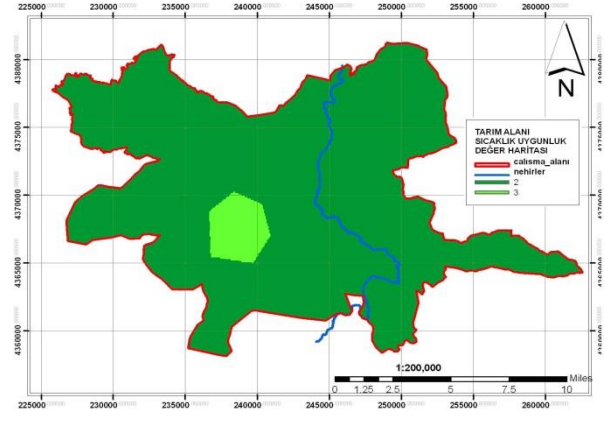 225000 230000 235000 240000 245000 250000 255000 260000
4380000
4375000
4370000
4365000
4360000
N
TARIM ALANI
SICAKLIK UYGUNLUK
DEĞER HARİTASI
calısma_alanı
nehirler
2
3
1:200,000
Miles
0 1.25 2.5 5 7.5 10
225000 230000 235000 240000 245000 250000 255000 260000